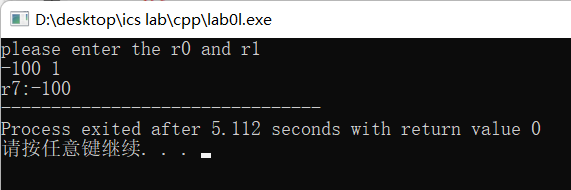 D:\desktop\ics lab\cpp\lab0l.exe
please enter the r0 and r1
-100 1
r7:-100
--------------------------------
Process exited after 5.112 seconds with return value 0
请按任意键继续. . .